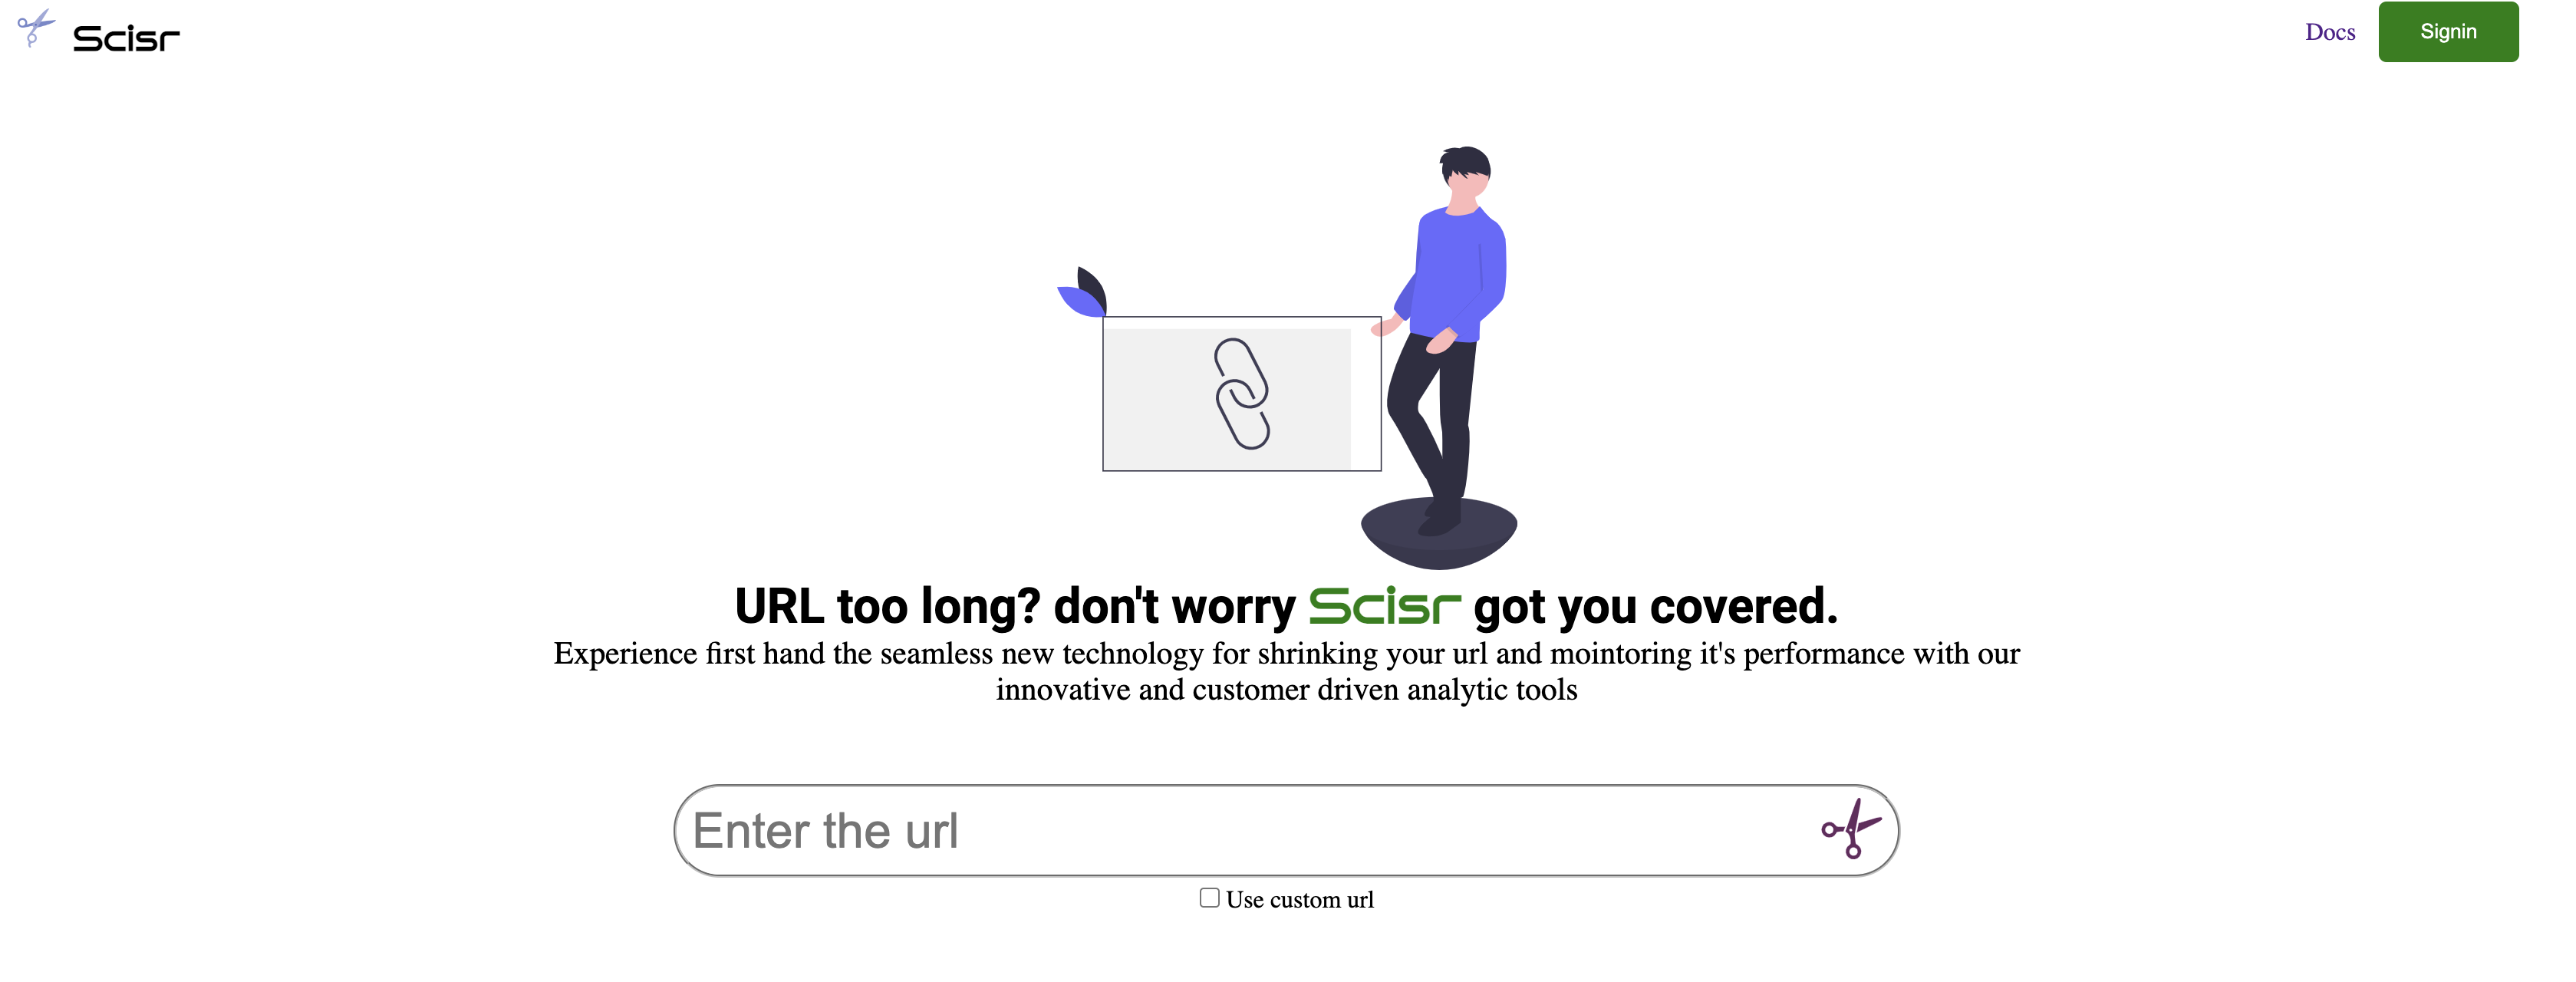 Scisr
Docs
Signin
URL too long? don't worry Scisr got you covered.
Experience first hand the seamless new technology for shrinking your url and mointoring it's performance with our
innovative and customer driven analytic tools
Enter the url
Use custom url